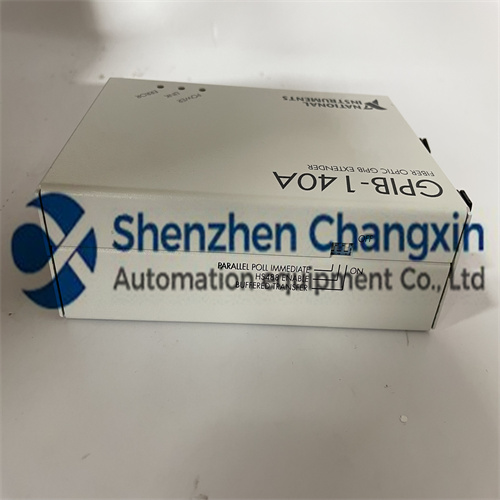 NATIONAL
INSTRUMENTS
POWER
LINK
ERROR
GPIB-140A
FIBER OPTIC GPIB EXTENDER
Shenzhen Changxin
Automation Equipment Co., Ltd
PARALLEL POLL IMMEDIATE
HS488 ENABLE
BUFFERED TRANSFER
ON